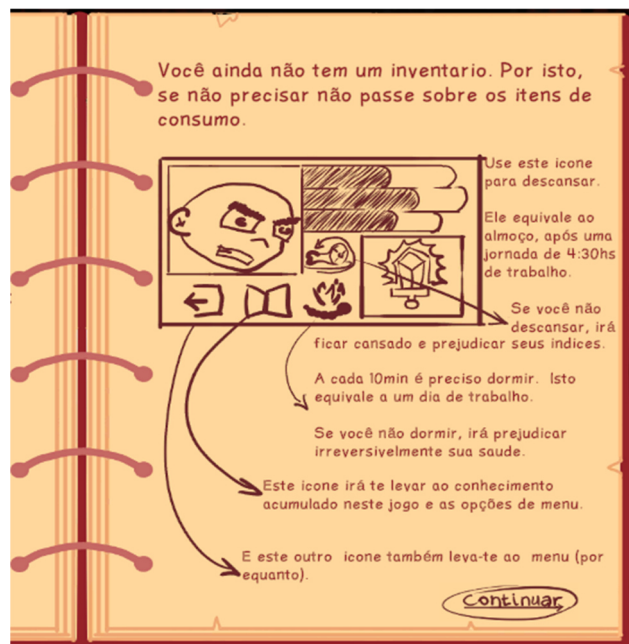 Você ainda não tem um inventario. Por isto,
se não precisar não passe sobre os itens de
consumo.
Use este icone
para descansar.
Ele equivale ao
almoço, após uma
jornada de 4:30hs
de trabalho.
Se você não
descansar, irá
ficar cansado e prejudicar seus indices.
A cada 10min é preciso dormir. Isto
equivale a um dia de trabalho.
Se você não dormir, irá prejudicar
irreversivelmente sua saude.
Este icone irá te levar ao conhecimento
acumulado neste jogo e as opções de menu.
E este outro icone também leva-te ao menu (por
equanto).
Continuar